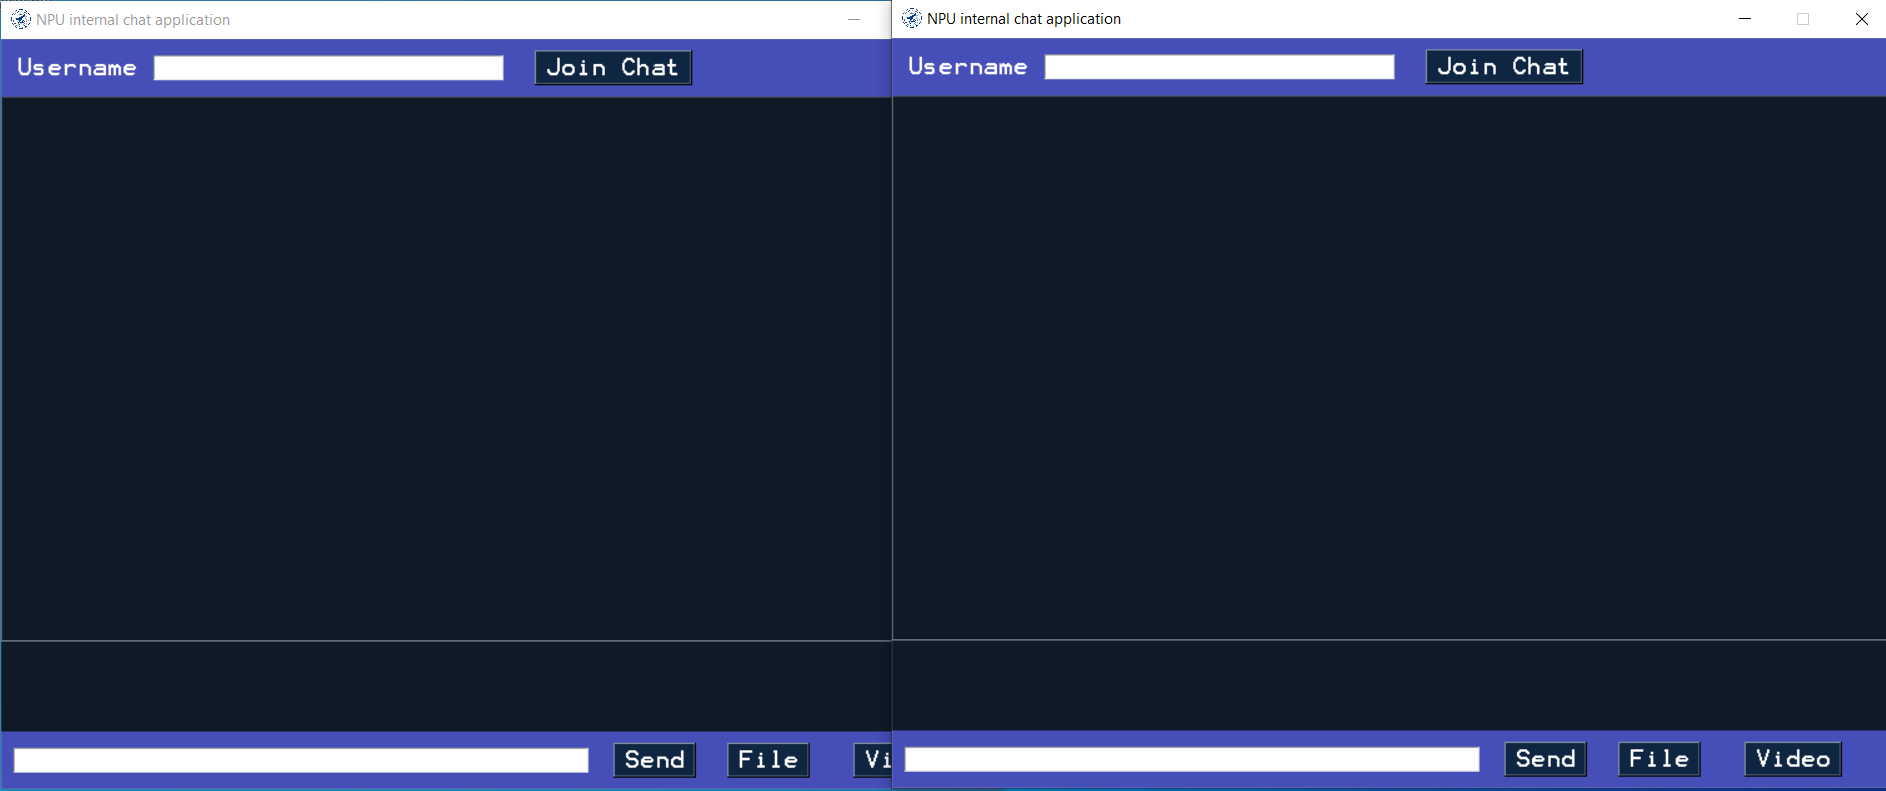 NPU internal chat application
Username Join Chat
Send File Vi
NPU internal chat application
Username Join Chat
Send File Video